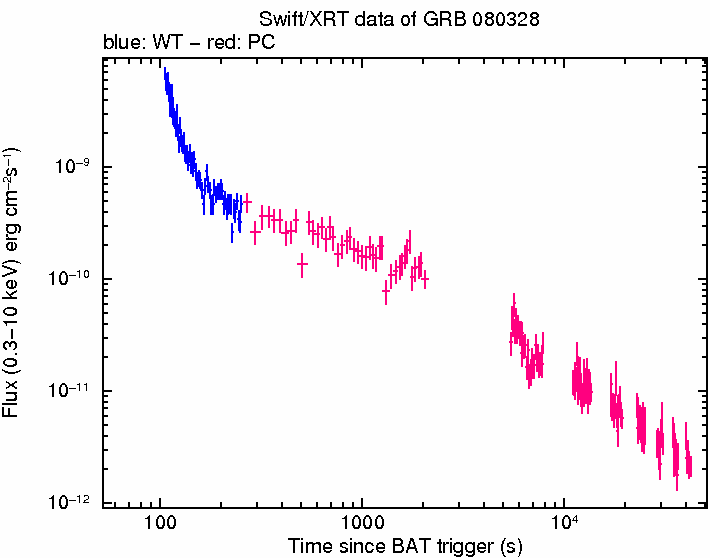 Swift/XRT data of GRB 080328
blue: WT − red: PC
Flux (0.3−10 keV) erg cm⁻²s⁻¹
10⁻⁹
10⁻¹⁰
10⁻¹¹
10⁻¹²
100 1000 10⁴
Time since BAT trigger (s)